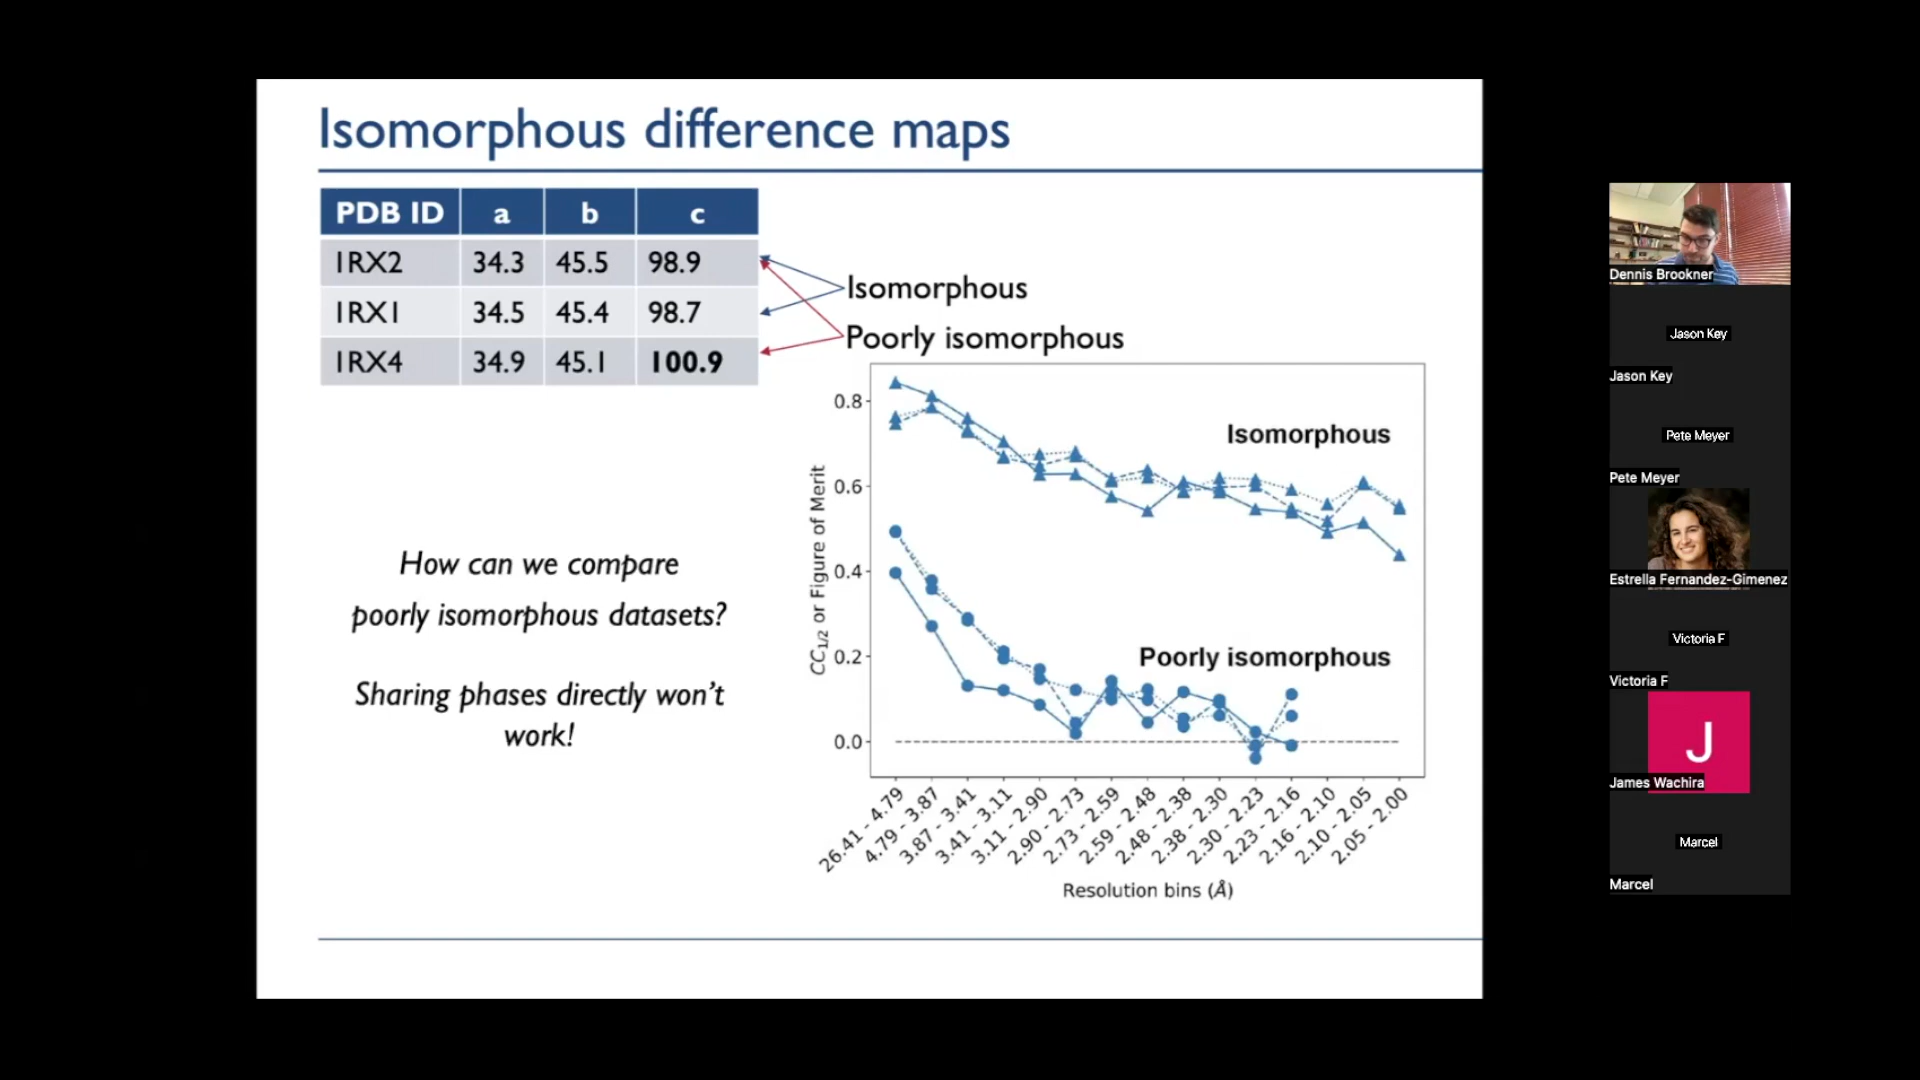 Isomorphous difference maps
PDB ID a b c
1RX2 34.3 45.5 98.9
1RX1 34.5 45.4 98.7
1RX4 34.9 45.1 100.9
Isomorphous
Poorly isomorphous
How can we compare
poorly isomorphous datasets?
Sharing phases directly won't
work!
CC1/2 or Figure of Merit
0.8
0.6
0.4
0.2
0.0
Isomorphous
Poorly isomorphous
26.41 - 4.79
4.79 - 3.87
3.87 - 3.41
3.41 - 3.11
3.11 - 2.90
2.90 - 2.73
2.73 - 2.59
2.59 - 2.48
2.48 - 2.38
2.38 - 2.30
2.30 - 2.23
2.23 - 2.16
2.16 - 2.10
2.10 - 2.05
2.05 - 2.00
Resolution bins (Å)
Dennis Brookner
Jason Key
Jason Key
Pete Meyer
Pete Meyer
Estrella Fernandez-Gimenez
Victoria F
Victoria F
J
James Wachira
Marcel
Marcel